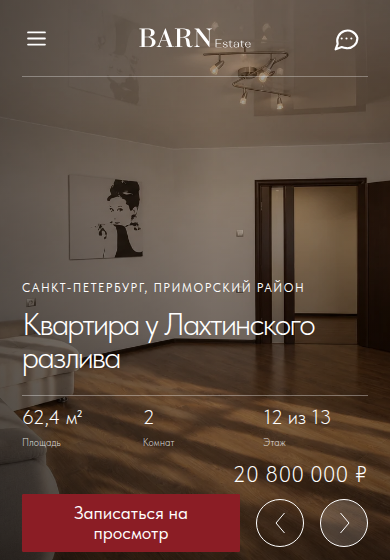 BARN Estate
САНКТ-ПЕТЕРБУРГ, ПРИМОРСКИЙ РАЙОН
Квартира у Лахтинского
разлива
62,4 м² 2 12 из 13
Площадь Комнат Этаж
20 800 000 ₽
Записаться на
просмотр